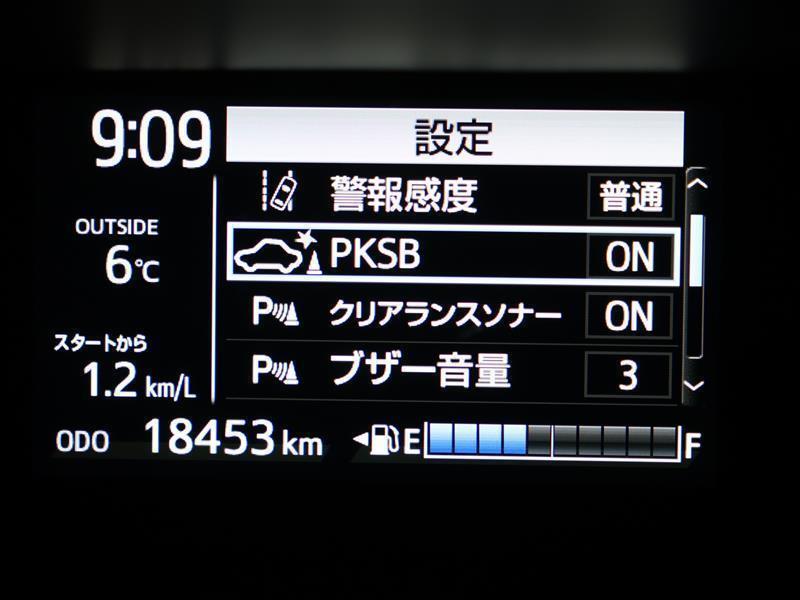 9:09
設定
警報感度 普通
OUTSIDE
6℃
PKSB ON
P クリアランスソナー ON
スタートから
1.2 km/L
P ブザー音量 3
ODO 18453 km
E F